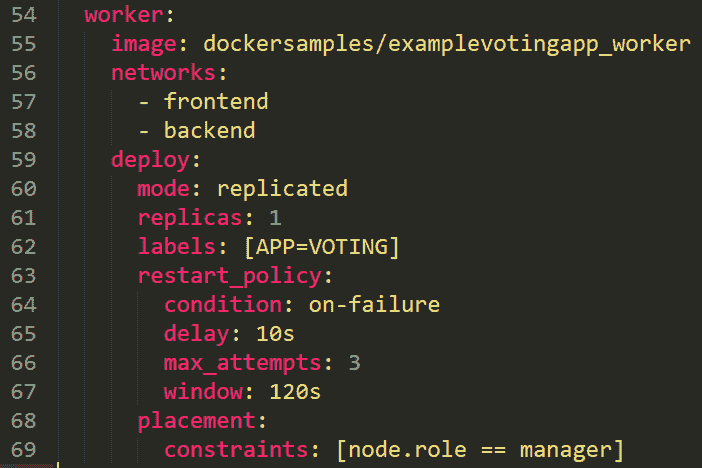 54 worker:
55 image: dockersamples/examplevotingapp_worker
56 networks:
57 - frontend
58 - backend
59 deploy:
60 mode: replicated
61 replicas: 1
62 labels: [APP=VOTING]
63 restart_policy:
64 condition: on-failure
65 delay: 10s
66 max_attempts: 3
67 window: 120s
68 placement:
69 constraints: [node.role == manager]